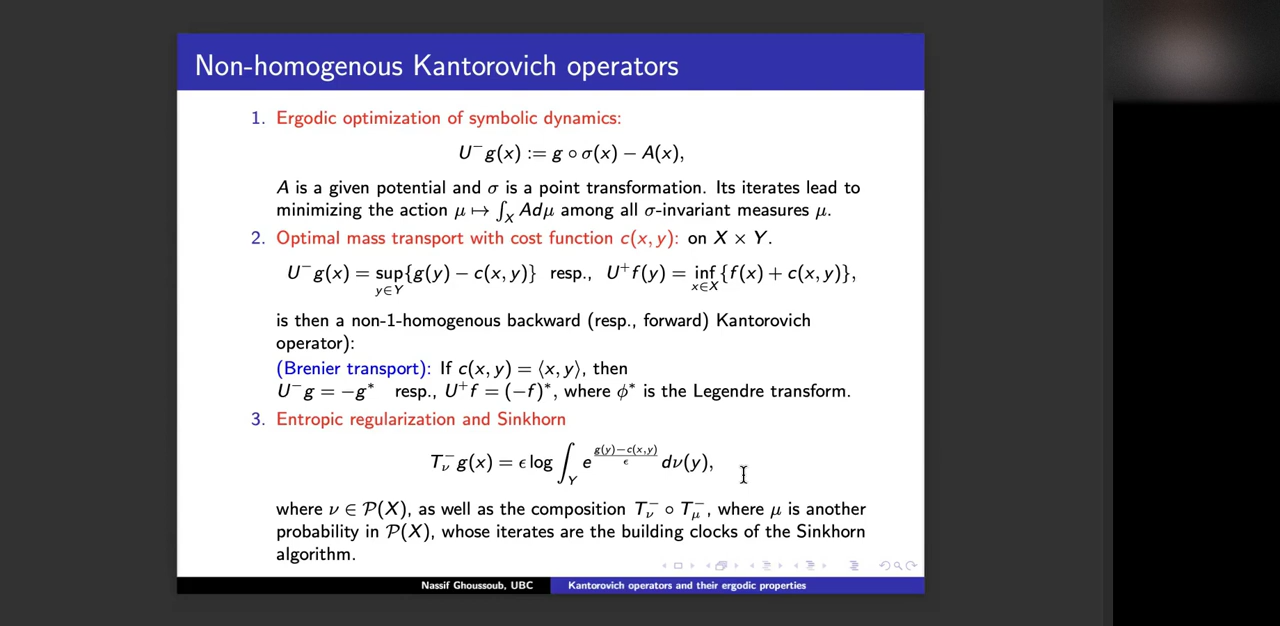 Non-homogenous Kantorovich operators
1. Ergodic optimization of symbolic dynamics:
U⁻g(x) := g ∘ σ(x) − A(x),
A is a given potential and σ is a point transformation. Its iterates lead to
minimizing the action μ ↦ ∫_X Adμ among all σ-invariant measures μ.
2. Optimal mass transport with cost function c(x, y): on X × Y.
U⁻g(x) = sup_{y∈Y}{g(y) − c(x, y)} resp., U⁺f(y) = inf_{x∈X}{f(x) + c(x, y)},
is then a non-1-homogenous backward (resp., forward) Kantorovich
operator):
(Brenier transport): If c(x, y) = ⟨x, y⟩, then
U⁻g = −g* resp., U⁺f = (−f)*, where ϕ* is the Legendre transform.
3. Entropic regularization and Sinkhorn
T_ν⁻g(x) = ϵ log ∫_Y e^{\frac{g(y)−c(x,y)}{ϵ}} dν(y),
where ν ∈ P(X), as well as the composition T_ν⁻ ∘ T_μ⁻, where μ is another
probability in P(X), whose iterates are the building clocks of the Sinkhorn
algorithm.
Nassif Ghoussoub, UBC Kantorovich operators and their ergodic properties